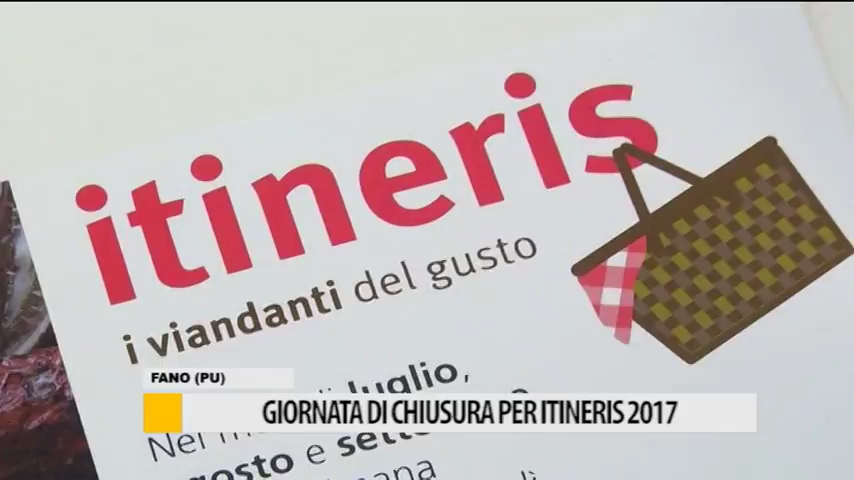 itineris
i viandanti del gusto
luglio,
FANO (PU)
GIORNATA DI CHIUSURA PER ITINERIS 2017
Nei
agosto e